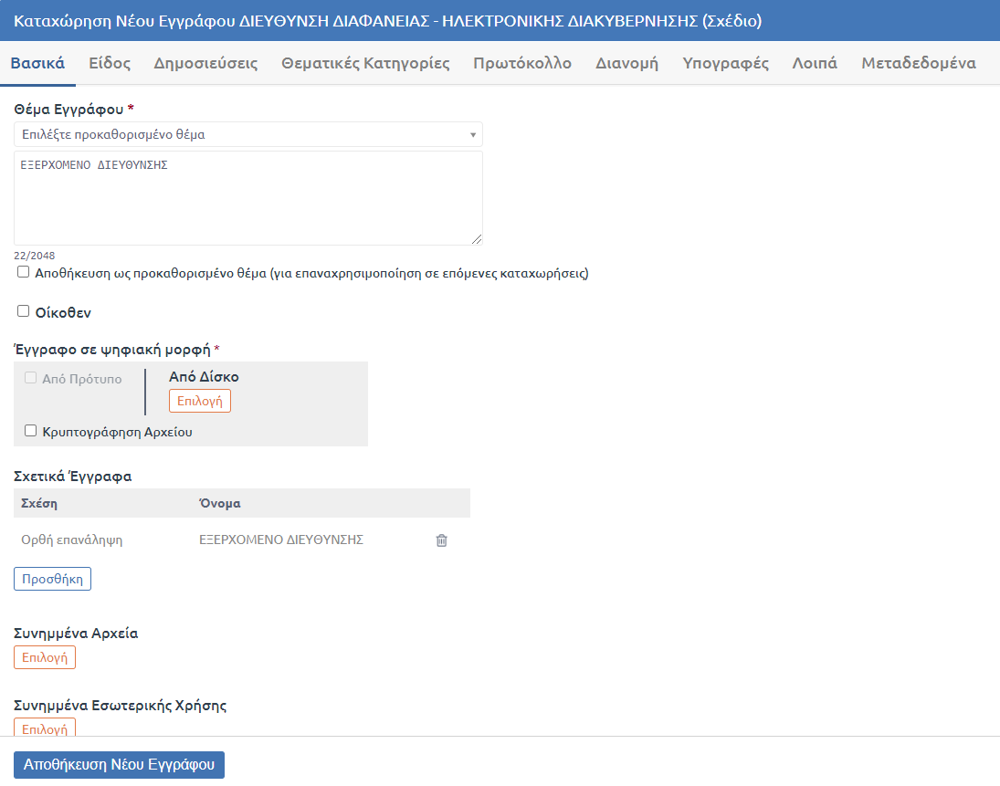 Καταχώρηση Νέου Εγγράφου ΔΙΕΥΘΥΝΣΗ ΔΙΑΦΑΝΕΙΑΣ - ΗΛΕΚΤΡΟΝΙΚΗΣ ΔΙΑΚΥΒΕΡΝΗΣΗΣ (Σχέδιο)
Βασικά Είδος Δημοσιεύσεις Θεματικές Κατηγορίες Πρωτόκολλο Διανομή Υπογραφές Λοιπά Μεταδεδομένα
Θέμα Εγγράφου *
Επιλέξτε προκαθορισμένο θέμα
ΕΞΕΡΧΟΜΕΝΟ ΔΙΕΥΘΥΝΣΗΣ
22/2048
Αποθήκευση ως προκαθορισμένο θέμα (για επαναχρησιμοποίηση σε επόμενες καταχωρήσεις)
Οίκοθεν
Έγγραφο σε ψηφιακή μορφή *
Από Πρότυπο
Από Δίσκο
Επιλογή
Κρυπτογράφηση Αρχείου
Σχετικά Έγγραφα
Σχέση Όνομα
Ορθή επανάληψη ΕΞΕΡΧΟΜΕΝΟ ΔΙΕΥΘΥΝΣΗΣ
Προσθήκη
Συνημμένα Αρχεία
Επιλογή
Συνημμένα Εσωτερικής Χρήσης
Επιλογή
Αποθήκευση Νέου Εγγράφου